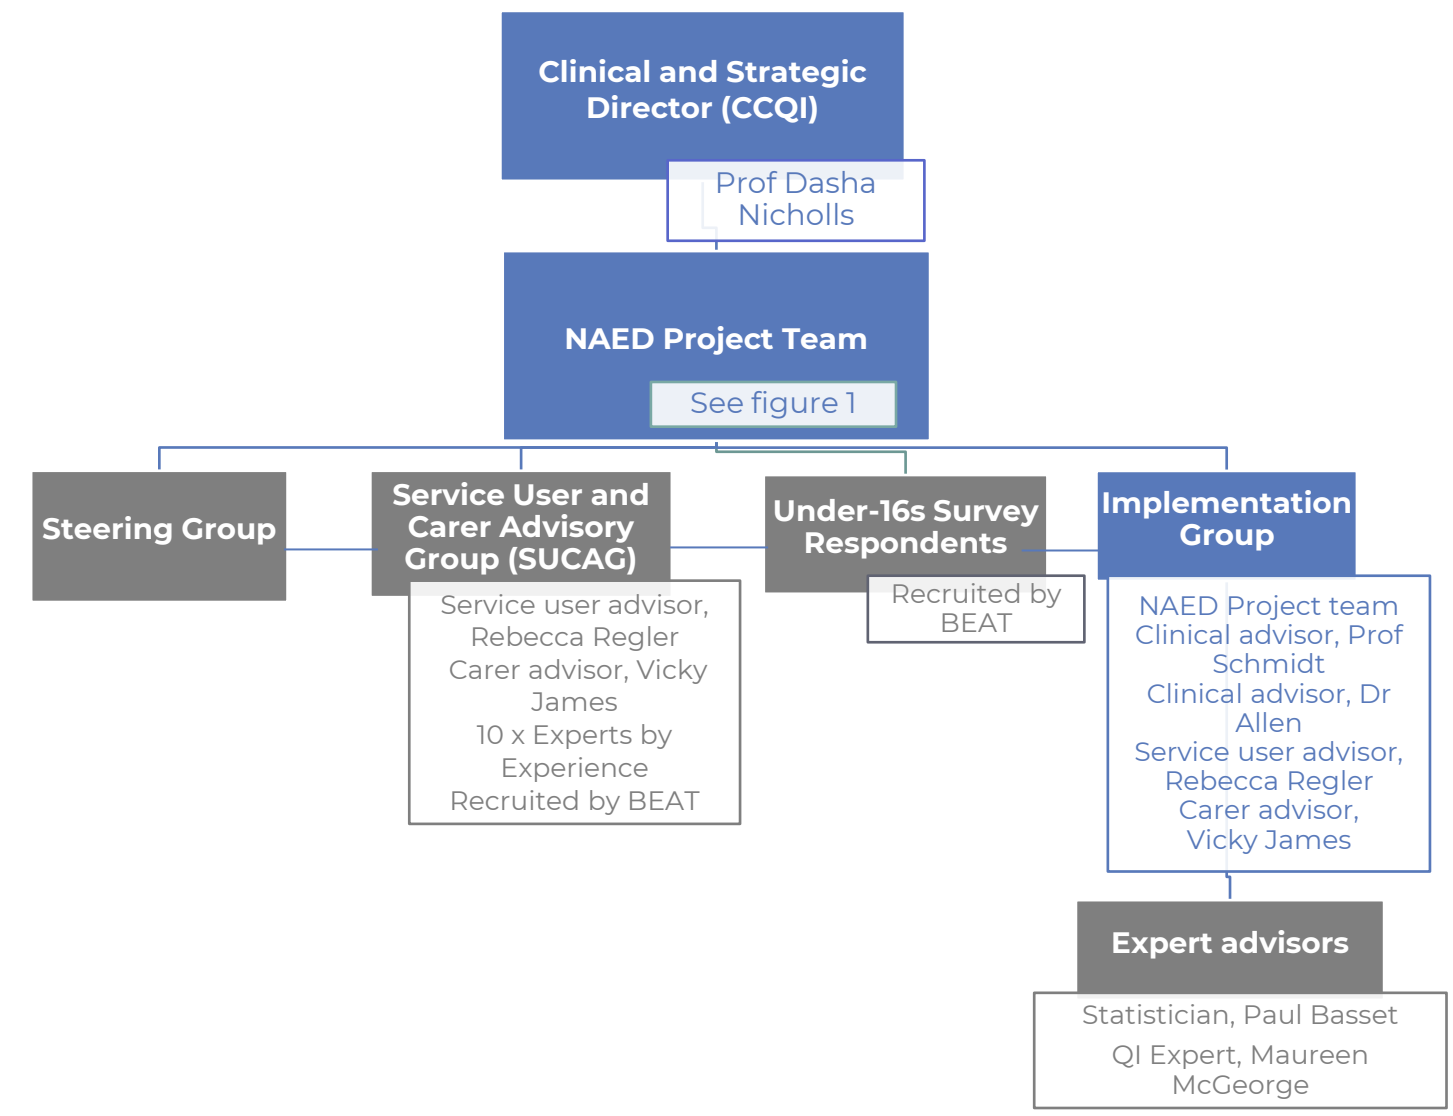 Clinical and Strategic
Director (CCQI)
Prof Dasha
Nicholls
NAED Project Team
See figure 1
Steering Group
Service User and
Carer Advisory
Group (SUCAG)
Service user advisor,
Rebecca Regler
Carer advisor, Vicky
James
10 x Experts by
Experience
Recruited by BEAT
Under-16s Survey
Respondents
Recruited by
BEAT
Implementation
Group
NAED Project team
Clinical advisor, Prof
Schmidt
Clinical advisor, Dr
Allen
Service user advisor,
Rebecca Regler
Carer advisor,
Vicky James
Expert advisors
Statistician, Paul Basset
QI Expert, Maureen
McGeorge